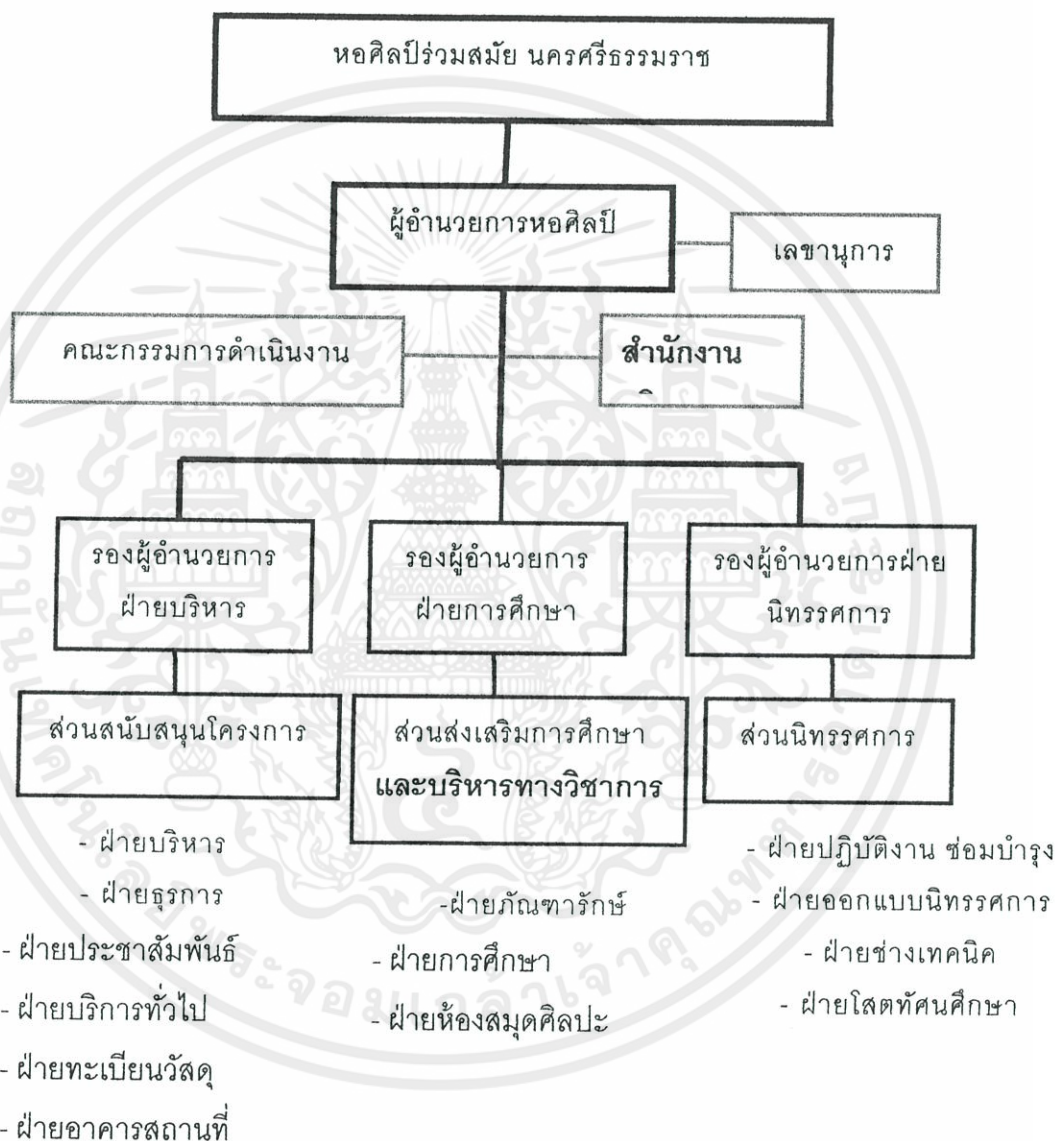 หอศิลป์ร่วมสมัย นครศรีธรรมราช
ผู้อำนวยการหอศิลป์
เลขานุการ
คณะกรรมการดำเนินงาน
สำนักงาน
รองผู้อำนวยการ
ฝ่ายบริหาร
รองผู้อำนวยการ
ฝ่ายการศึกษา
รองผู้อำนวยการฝ่าย
นิทรรศการ
ส่วนสนับสนุนโครงการ
ส่วนส่งเสริมการศึกษา
และบริหารทางวิชาการ
ส่วนนิทรรศการ
- ฝ่ายบริหาร
- ฝ่ายธุรการ
- ฝ่ายประชาสัมพันธ์
- ฝ่ายบริการทั่วไป
- ฝ่ายทะเบียนวัสดุ
- ฝ่ายอาคารสถานที่
-ฝ่ายภัณฑารักษ์
- ฝ่ายการศึกษา
- ฝ่ายห้องสมุดศิลปะ
- ฝ่ายปฏิบัติงาน ซ่อมบำรุง
- ฝ่ายออกแบบนิทรรศการ
- ฝ่ายช่างเทคนิค
- ฝ่ายโสตทัศนศึกษา